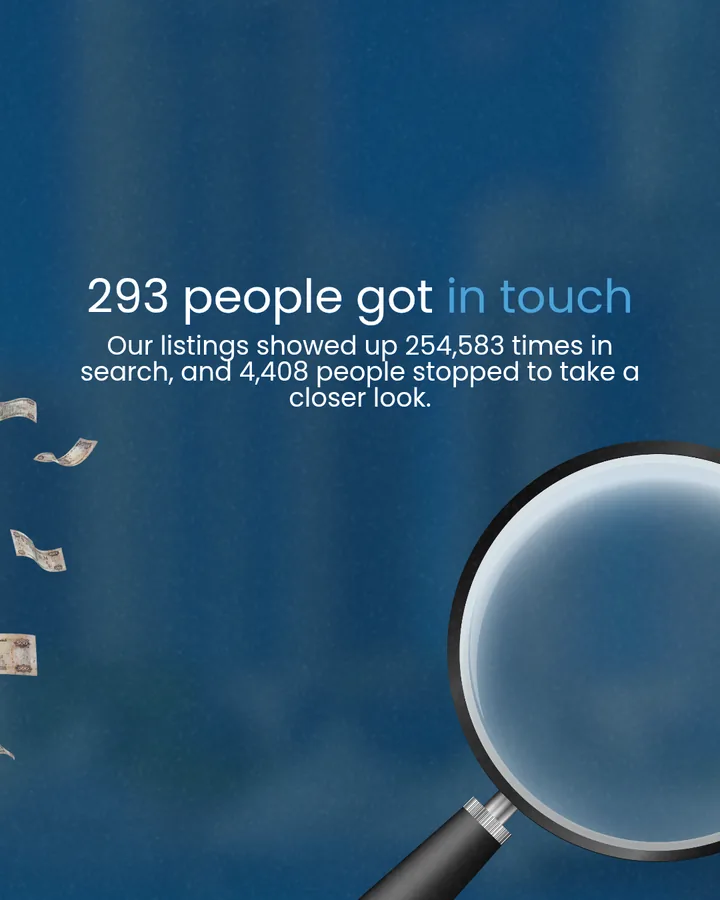 293 people got in touch
Our listings showed up 254,583 times in
search, and 4,408 people stopped to take a
closer look.